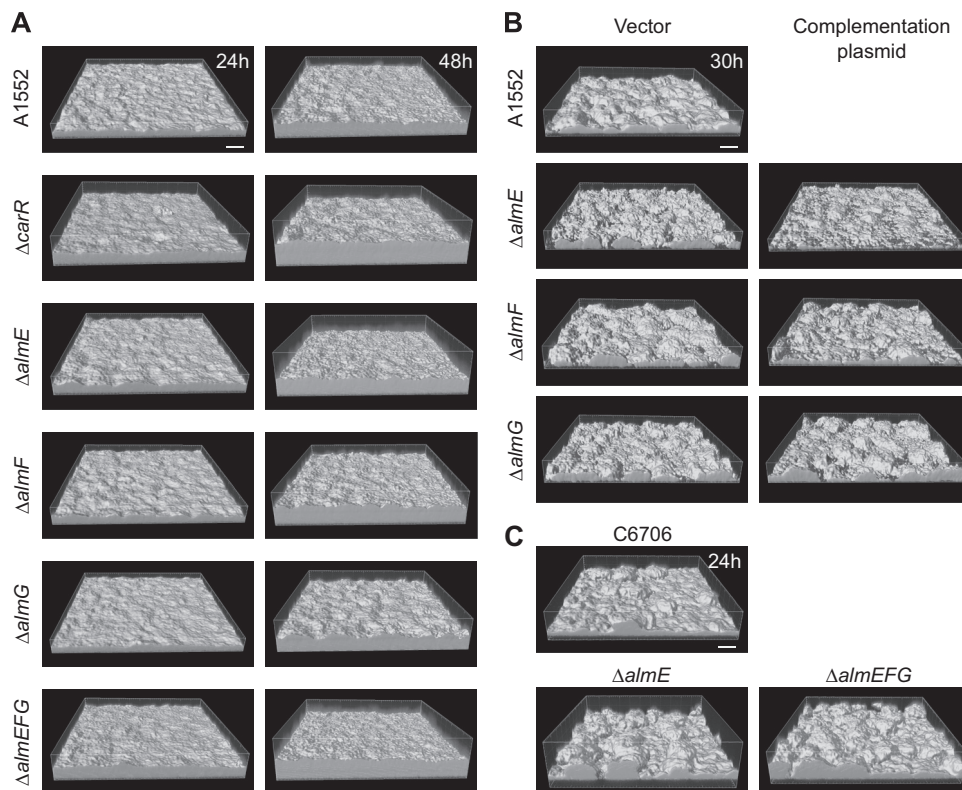 A
24h
48h
A1552
ΔcarR
ΔalmE
ΔalmF
ΔalmG
ΔalmEFG
B
Vector
Complementation
plasmid
30h
A1552
ΔalmE
ΔalmF
ΔalmG
C
C6706
24h
ΔalmE
ΔalmEFG